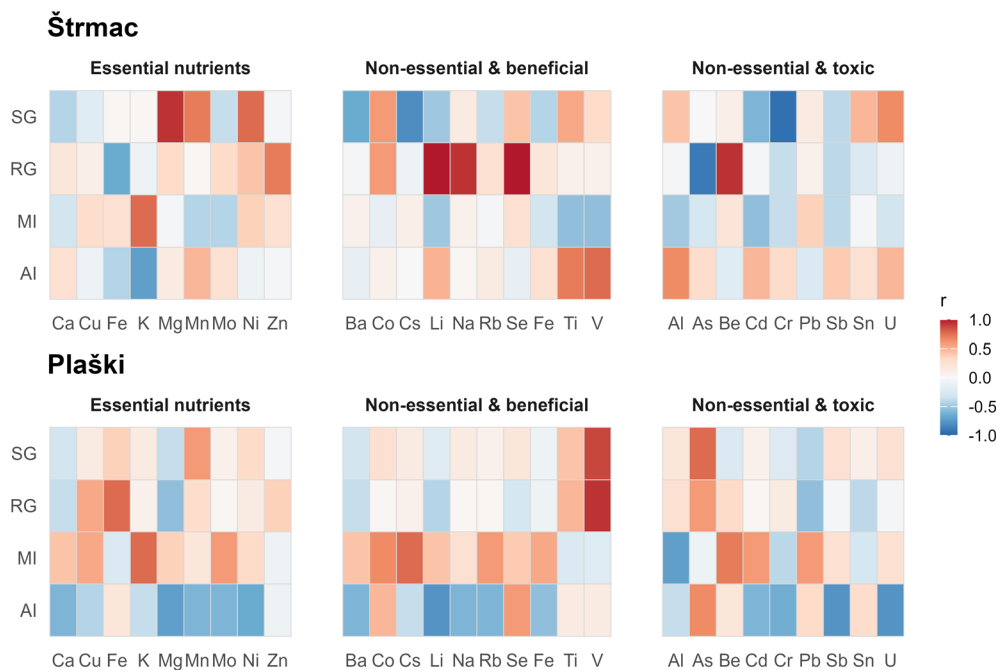 Štrmac
Essential nutrients Non-essential & beneficial Non-essential & toxic
SG
RG
MI
AI
Ca Cu Fe K Mg Mn Mo Ni Zn Ba Co Cs Li Na Rb Se Fe Ti V Al As Be Cd Cr Pb Sb Sn U
r
1.0
0.5
0.0
-0.5
-1.0
Plaški
Essential nutrients Non-essential & beneficial Non-essential & toxic
SG
RG
MI
AI
Ca Cu Fe K Mg Mn Mo Ni Zn Ba Co Cs Li Na Rb Se Fe Ti V Al As Be Cd Cr Pb Sb Sn U